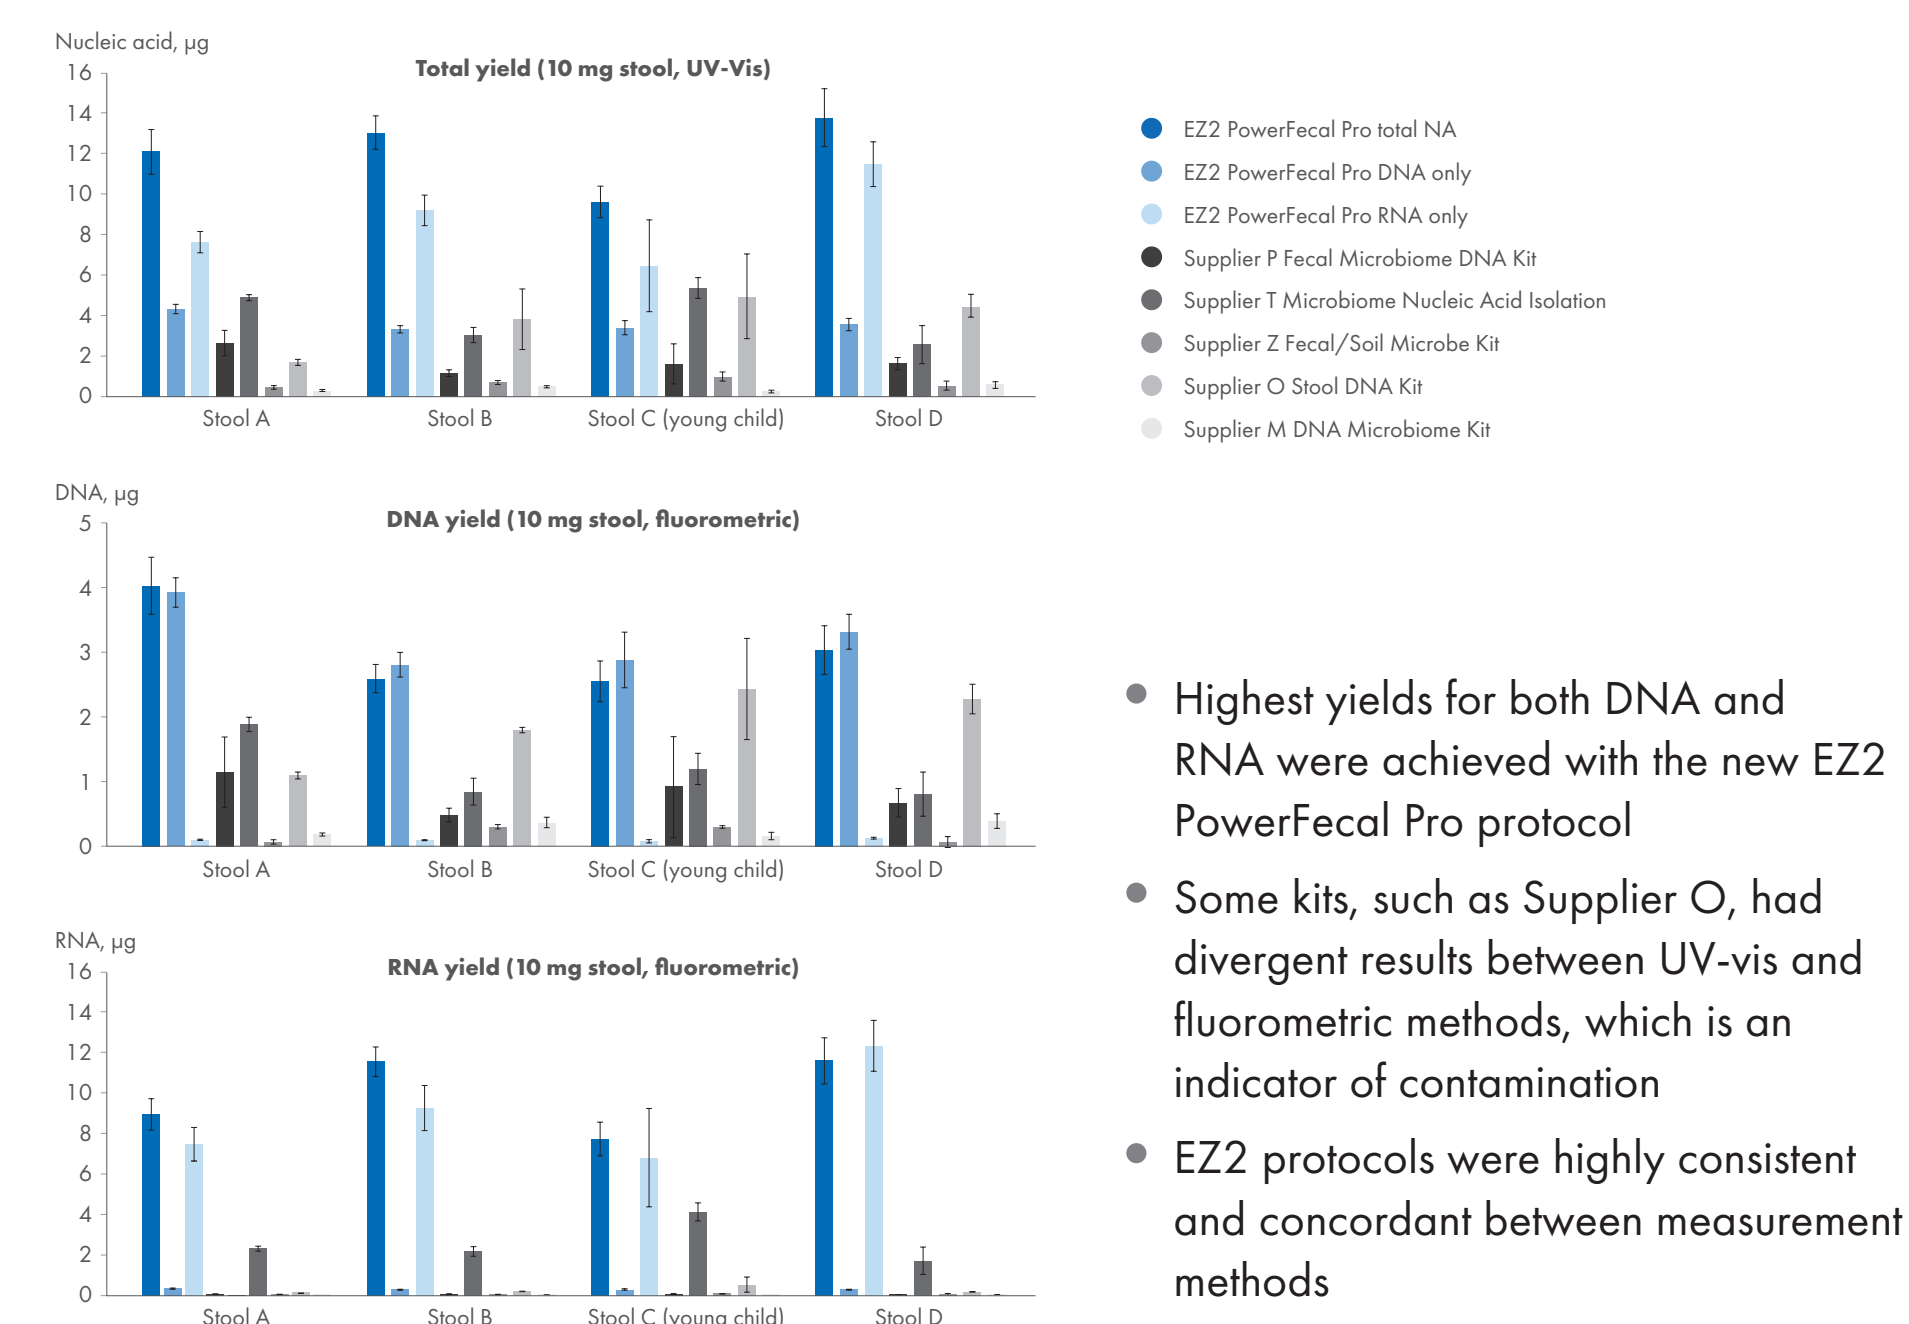 Nucleic acid, µg
Total yield (10 mg stool, UV-Vis)
16
14
12
10
8
6
4
2
0
Stool A
Stool B
Stool C (young child)
Stool D
EZ2 PowerFecal Pro total NA
EZ2 PowerFecal Pro DNA only
EZ2 PowerFecal Pro RNA only
Supplier P Fecal Microbiome DNA Kit
Supplier T Microbiome Nucleic Acid Isolation
Supplier Z Fecal/Soil Microbe Kit
Supplier O Stool DNA Kit
Supplier M DNA Microbiome Kit
DNA, µg
DNA yield (10 mg stool, fluorometric)
5
4
3
2
1
0
Stool A
Stool B
Stool C (young child)
Stool D
RNA, µg
RNA yield (10 mg stool, fluorometric)
16
14
12
10
8
6
4
2
0
Stool A
Stool B
Stool C (young child)
Stool D
Highest yields for both DNA and
RNA were achieved with the new EZ2
PowerFecal Pro protocol
Some kits, such as Supplier O, had
divergent results between UV-vis and
fluorometric methods, which is an
indicator of contamination
EZ2 protocols were highly consistent
and concordant between measurement
methods